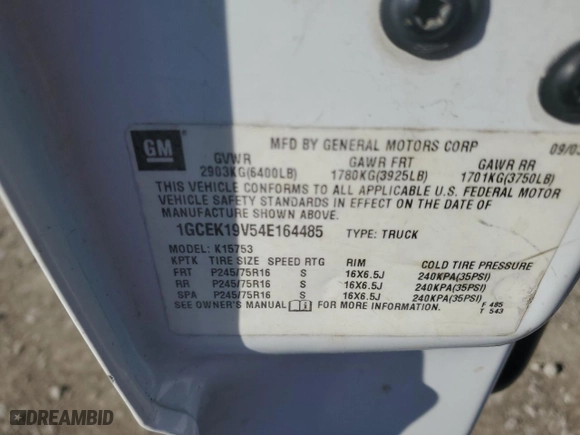 GM
MFD BY GENERAL MOTORS CORP 09/03
GVWR GAWR FRT GAWR RR
2903KG(6400LB) 1780KG(3925LB) 1701KG(3750LB)
THIS VEHICLE CONFORMS TO ALL APPLICABLE U.S. FEDERAL MOTOR
VEHICLE SAFETY STANDARDS IN EFFECT ON THE DATE OF
MANUFACTURE SHOWN ABOVE.
1GCEK19V54E164485 TYPE: TRUCK
MODEL: K15753
KPTK TIRE SIZE SPEED RTG RIM COLD TIRE PRESSURE
FRT P245/75R16 S 16X6.5J 240KPA(35PSI)
RR P245/75R16 S 16X6.5J 240KPA(35PSI)
SPA P245/75R16 S 16X6.5J 240KPA(35PSI)
SEE OWNER'S MANUAL FOR MORE INFORMATION. F 485
T 543
DREAMBID